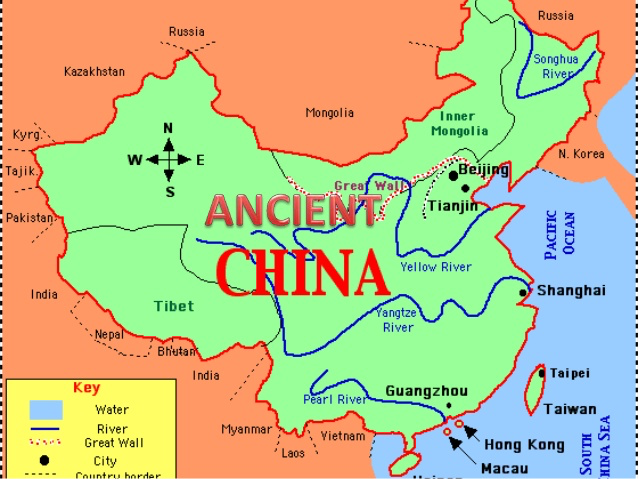 Russia
Russia
Songhua
River
Kazakhstan
Mongolia
Inner
Mongolia
N
Kyrg.
W
E
N. Korea
Tajik.
S
Beijing
Great Wall
ANCIENT
Tianjin
Pakistan
PACIFIC
OCEAN
CHINA
Yellow River
India
Shanghai
Tibet
Yangtze
River
Nepal
Bhutan
India
Taipei
Key
Guangzhou
Pearl River
Water
Taiwan
River
Myanmar
Vietnam
Great Wall
Hong Kong
Laos
SOUTH
CHINA SEA
City
Macau
Country border